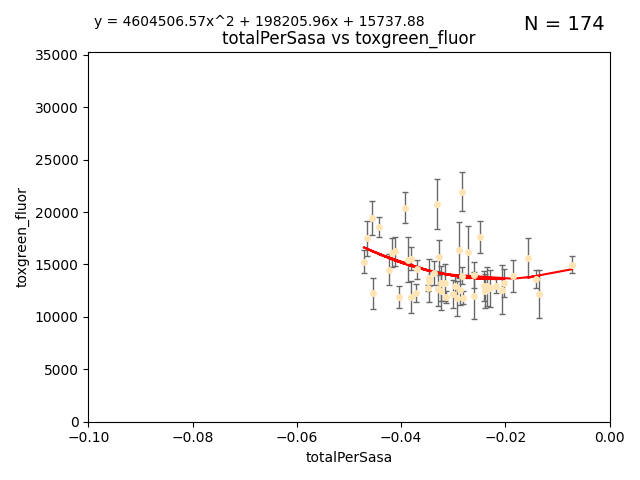 y = 4604506.57x^2 + 198205.96x + 15737.88
N = 174
totalPerSasa vs toxgreen_fluor
35000
30000
25000
20000
15000
10000
5000
0
toxgreen_fluor
−0.10 −0.08 −0.06 −0.04 −0.02 0.00
totalPerSasa